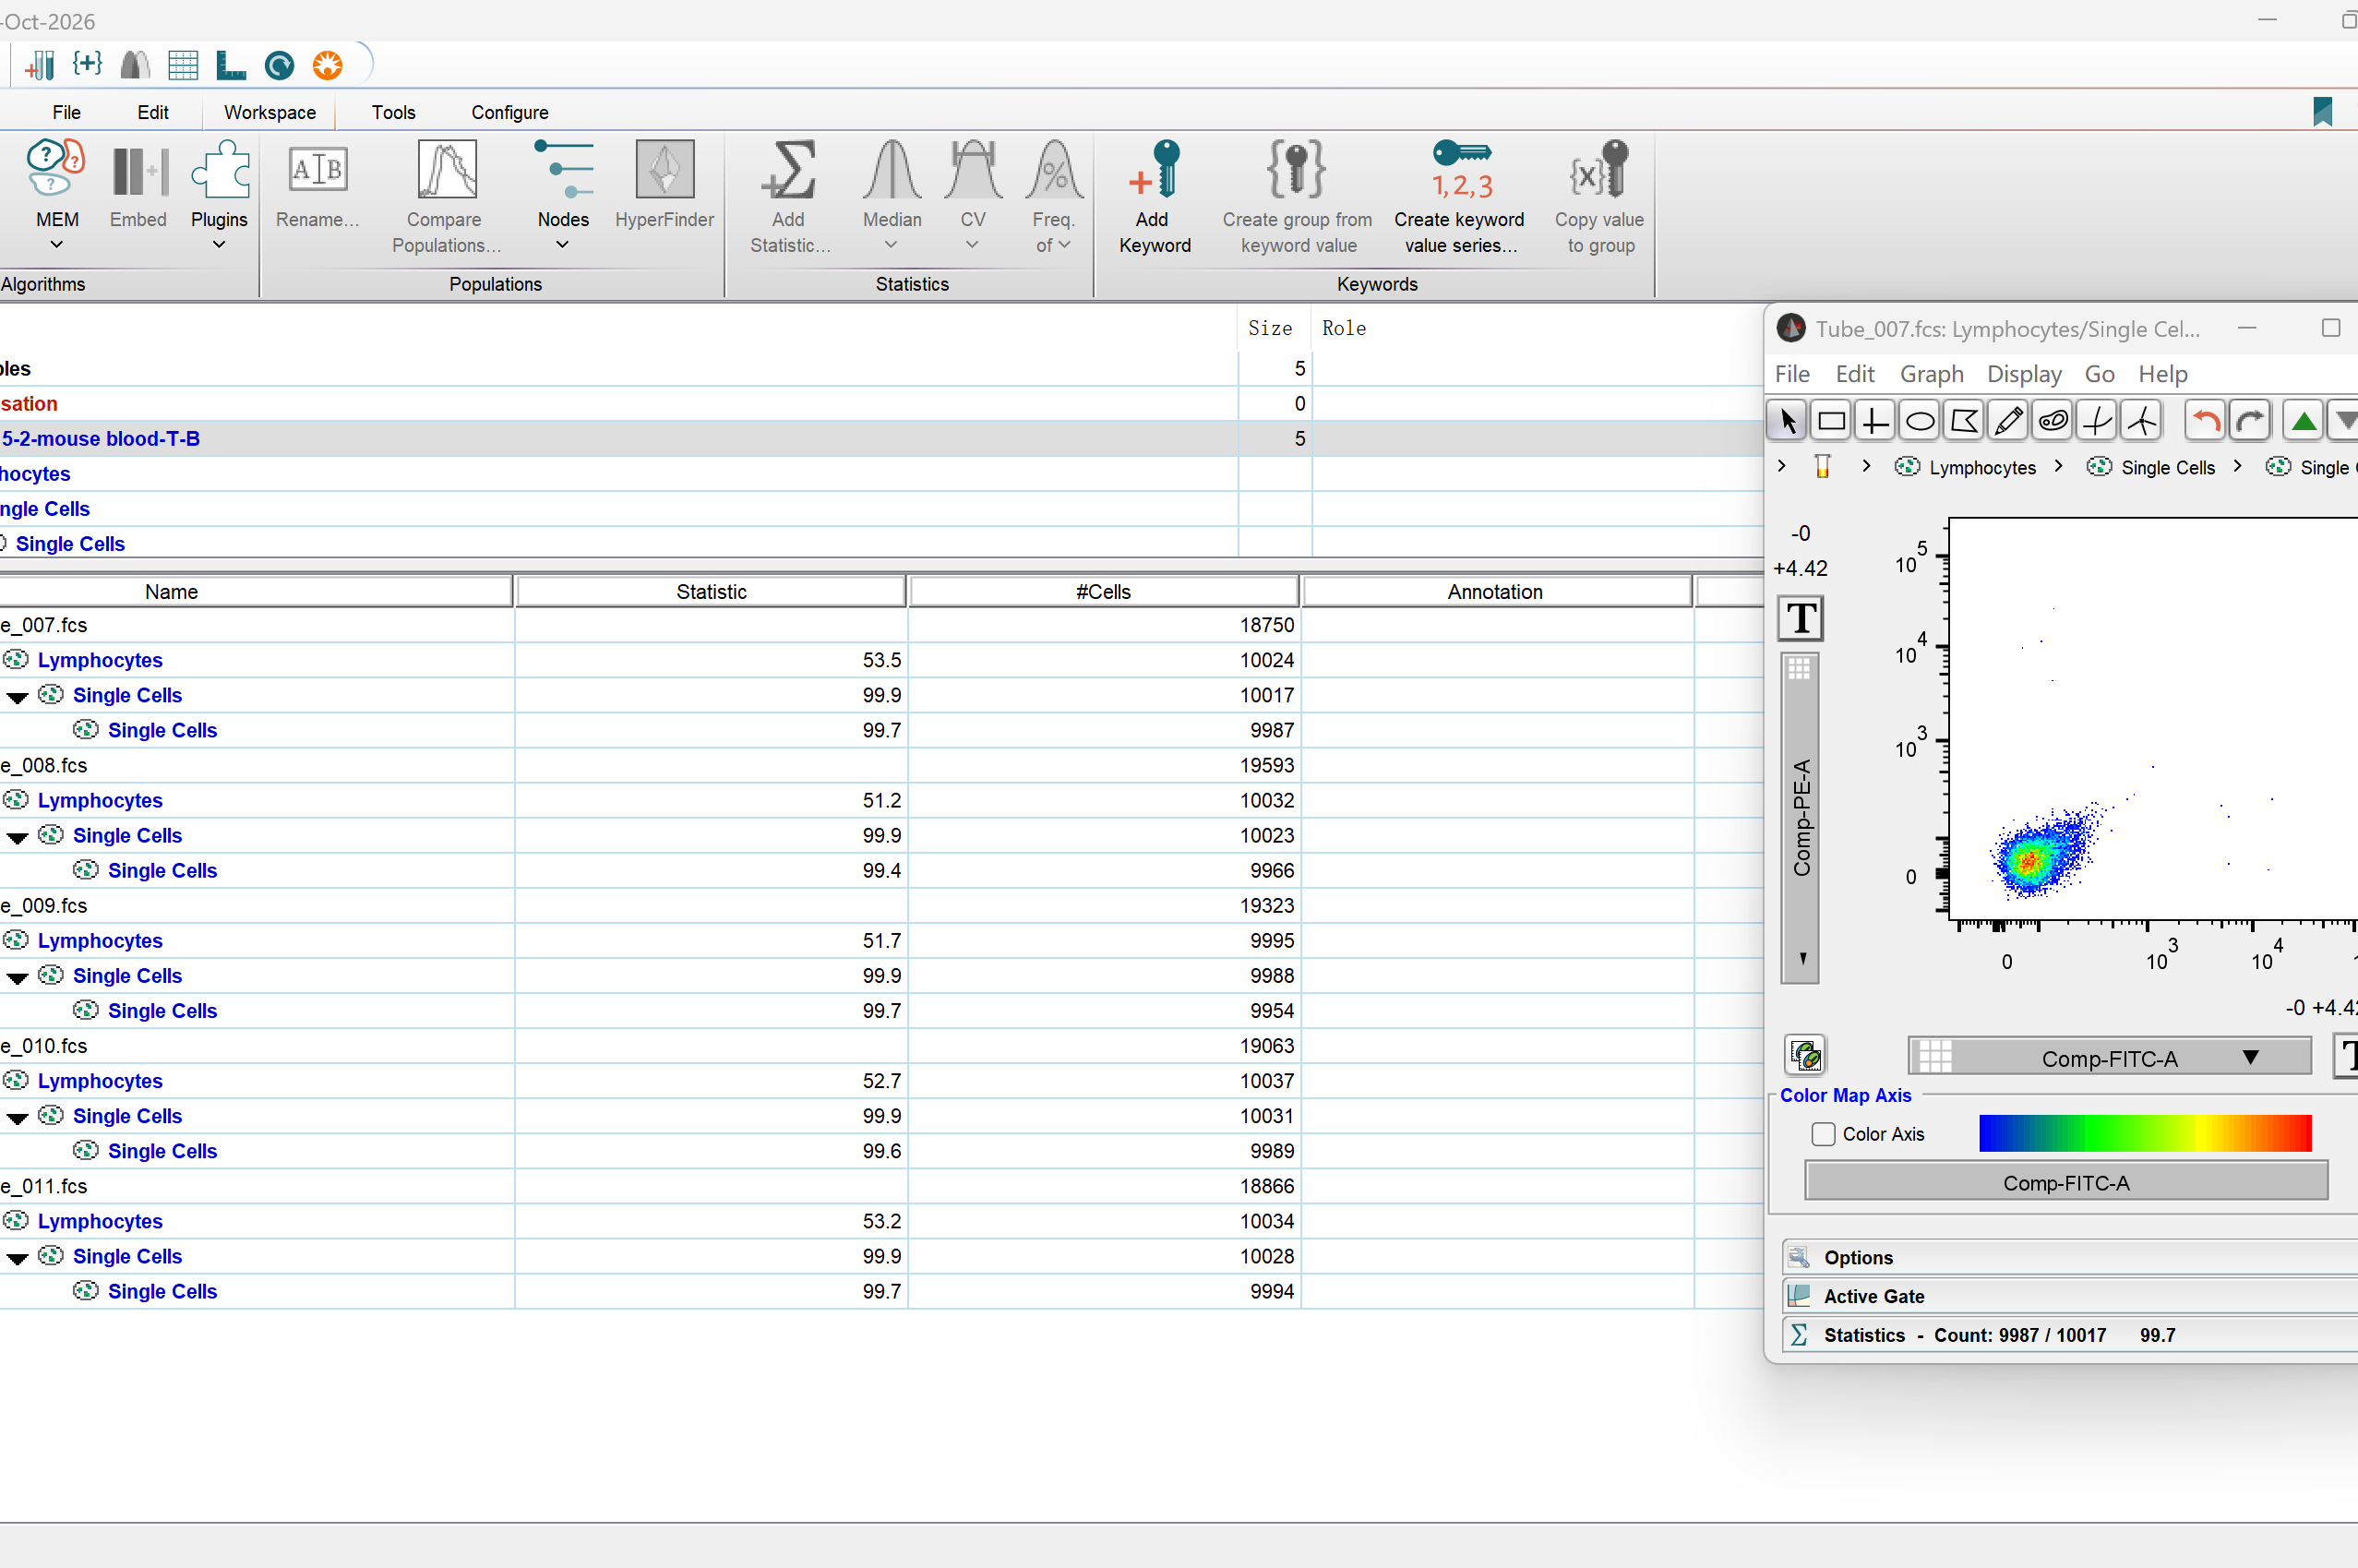 -Oct-2026
File Edit Workspace Tools Configure
MEM Embed Plugins Rename... Compare Populations... Nodes HyperFinder Add Statistic... Median CV Freq. of Add Keyword Create group from keyword value Create keyword value series... Copy value to group
Algorithms Populations Statistics Keywords
Size Role
ples 5
sation 0
5-2-mouse blood-T-B 5
hocytes
ngle Cells
Single Cells
Name Statistic #Cells Annotation
e_007.fcs 18750
Lymphocytes 53.5 10024
Single Cells 99.9 10017
Single Cells 99.7 9987
e_008.fcs 19593
Lymphocytes 51.2 10032
Single Cells 99.9 10023
Single Cells 99.4 9966
e_009.fcs 19323
Lymphocytes 51.7 9995
Single Cells 99.9 9988
Single Cells 99.7 9954
e_010.fcs 19063
Lymphocytes 52.7 10037
Single Cells 99.9 10031
Single Cells 99.6 9989
e_011.fcs 18866
Lymphocytes 53.2 10034
Single Cells 99.9 10028
Single Cells 99.7 9994
Tube_007.fcs: Lymphocytes/Single Cel...
File Edit Graph Display Go Help
> > Lymphocytes > Single Cells > Single
-0
+4.42
T
Comp-PE-A
10^5
10^4
10^3
0
0 10^3 10^4
-0 +4.42
Comp-FITC-A T
Color Map Axis
Color Axis
Comp-FITC-A
Options
Active Gate
Statistics - Count: 9987 / 10017 99.7